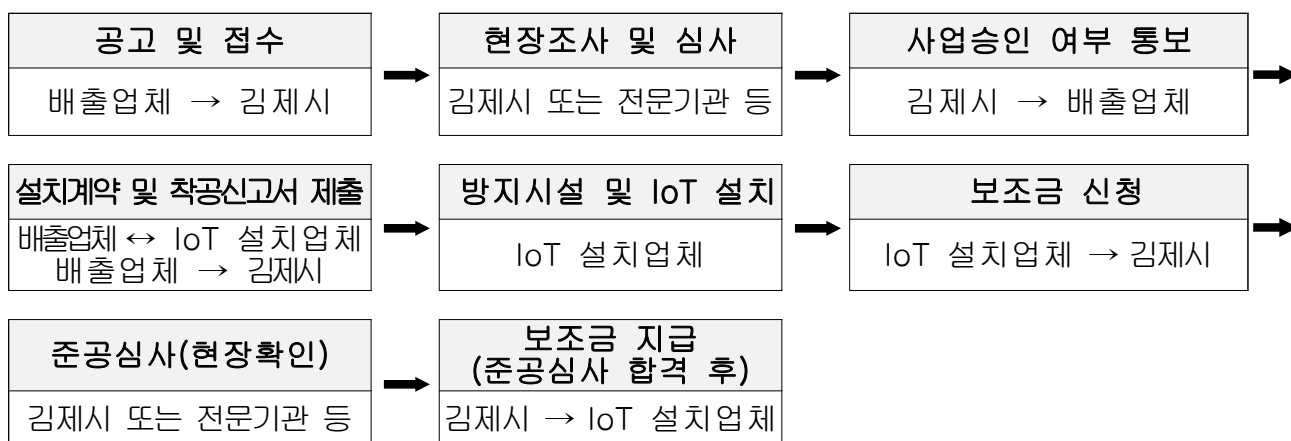 공고 및 접수
배출업체 → 김제시
현장조사 및 심사
김제시 또는 전문기관 등
사업승인 여부 통보
김제시 → 배출업체
설치계약 및 착공신고서 제출
배출업체 ↔ IoT 설치업체
배출업체 → 김제시
방지시설 및 IoT 설치
IoT 설치업체
보조금 신청
IoT 설치업체 → 김제시
준공심사(현장확인)
김제시 또는 전문기관 등
보조금 지급
(준공심사 합격 후)
김제시 → IoT 설치업체